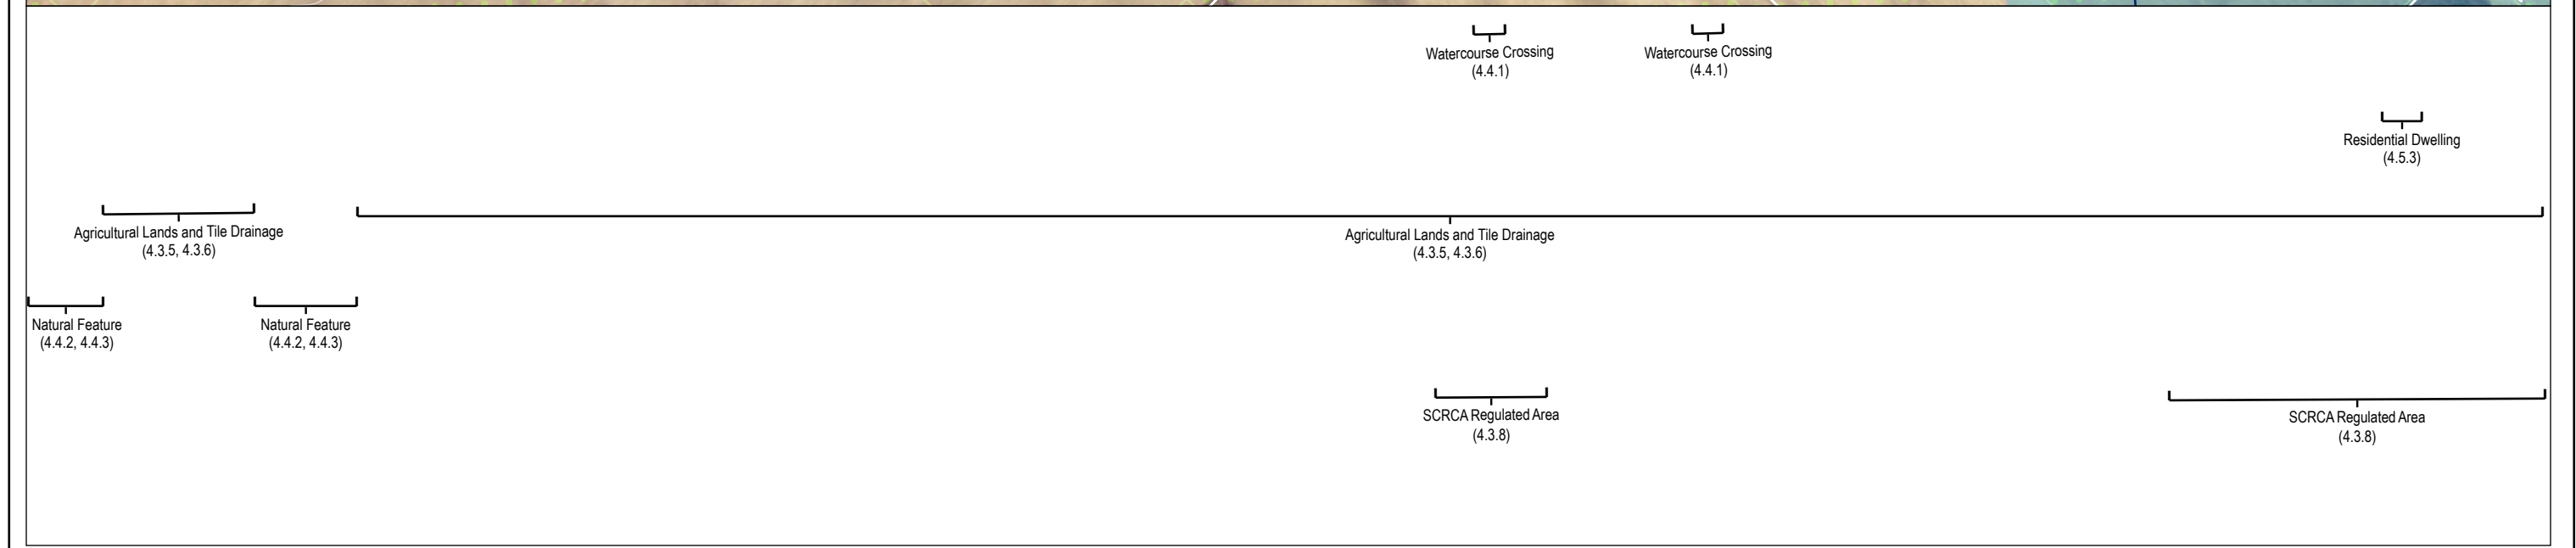 Watercourse Crossing
(4.4.1)
Watercourse Crossing
(4.4.1)
Residential Dwelling
(4.5.3)
Agricultural Lands and Tile Drainage
(4.3.5, 4.3.6)
Agricultural Lands and Tile Drainage
(4.3.5, 4.3.6)
Natural Feature
(4.4.2, 4.4.3)
Natural Feature
(4.4.2, 4.4.3)
SCRCA Regulated Area
(4.3.8)
SCRCA Regulated Area
(4.3.8)